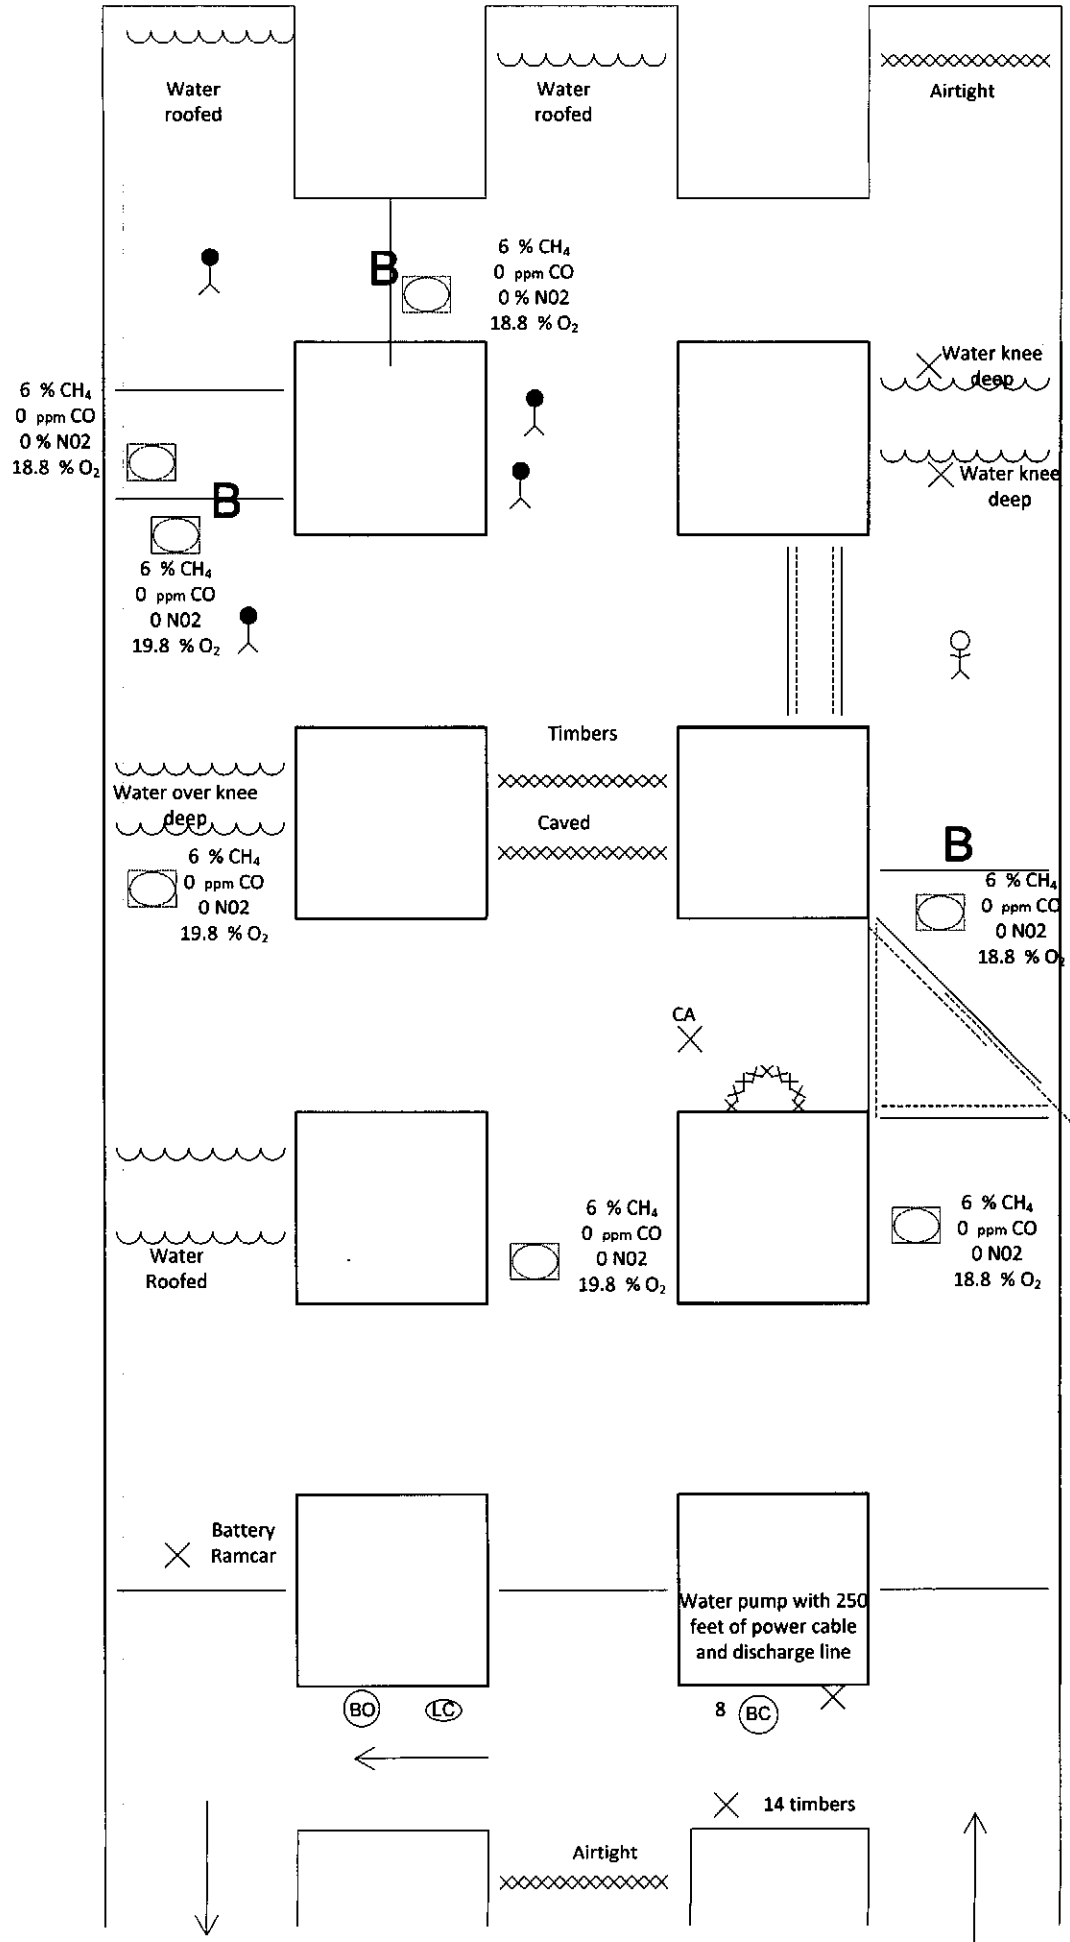 Water
roofed
Water
roofed
Airtight
B
6 % CH₄
0 ppm CO
0 % N02
18.8 % O₂
Water knee
deep
6 % CH₄
0 ppm CO
0 % N02
18.8 % O₂
Water knee
deep
B
6 % CH₄
0 ppm CO
0 N02
19.8 % O₂
Timbers
Water over knee
deep
Caved
B
6 % CH₄
0 ppm CO
0 N02
19.8 % O₂
6 % CH₄
0 ppm CO
0 N02
18.8 % O₂
CA
6 % CH₄
0 ppm CO
0 N02
19.8 % O₂
6 % CH₄
0 ppm CO
0 N02
18.8 % O₂
Water
Roofed
Battery
Ramcar
Water pump with 250
feet of power cable
and discharge line
BO
LC
8
BC
14 timbers
Airtight